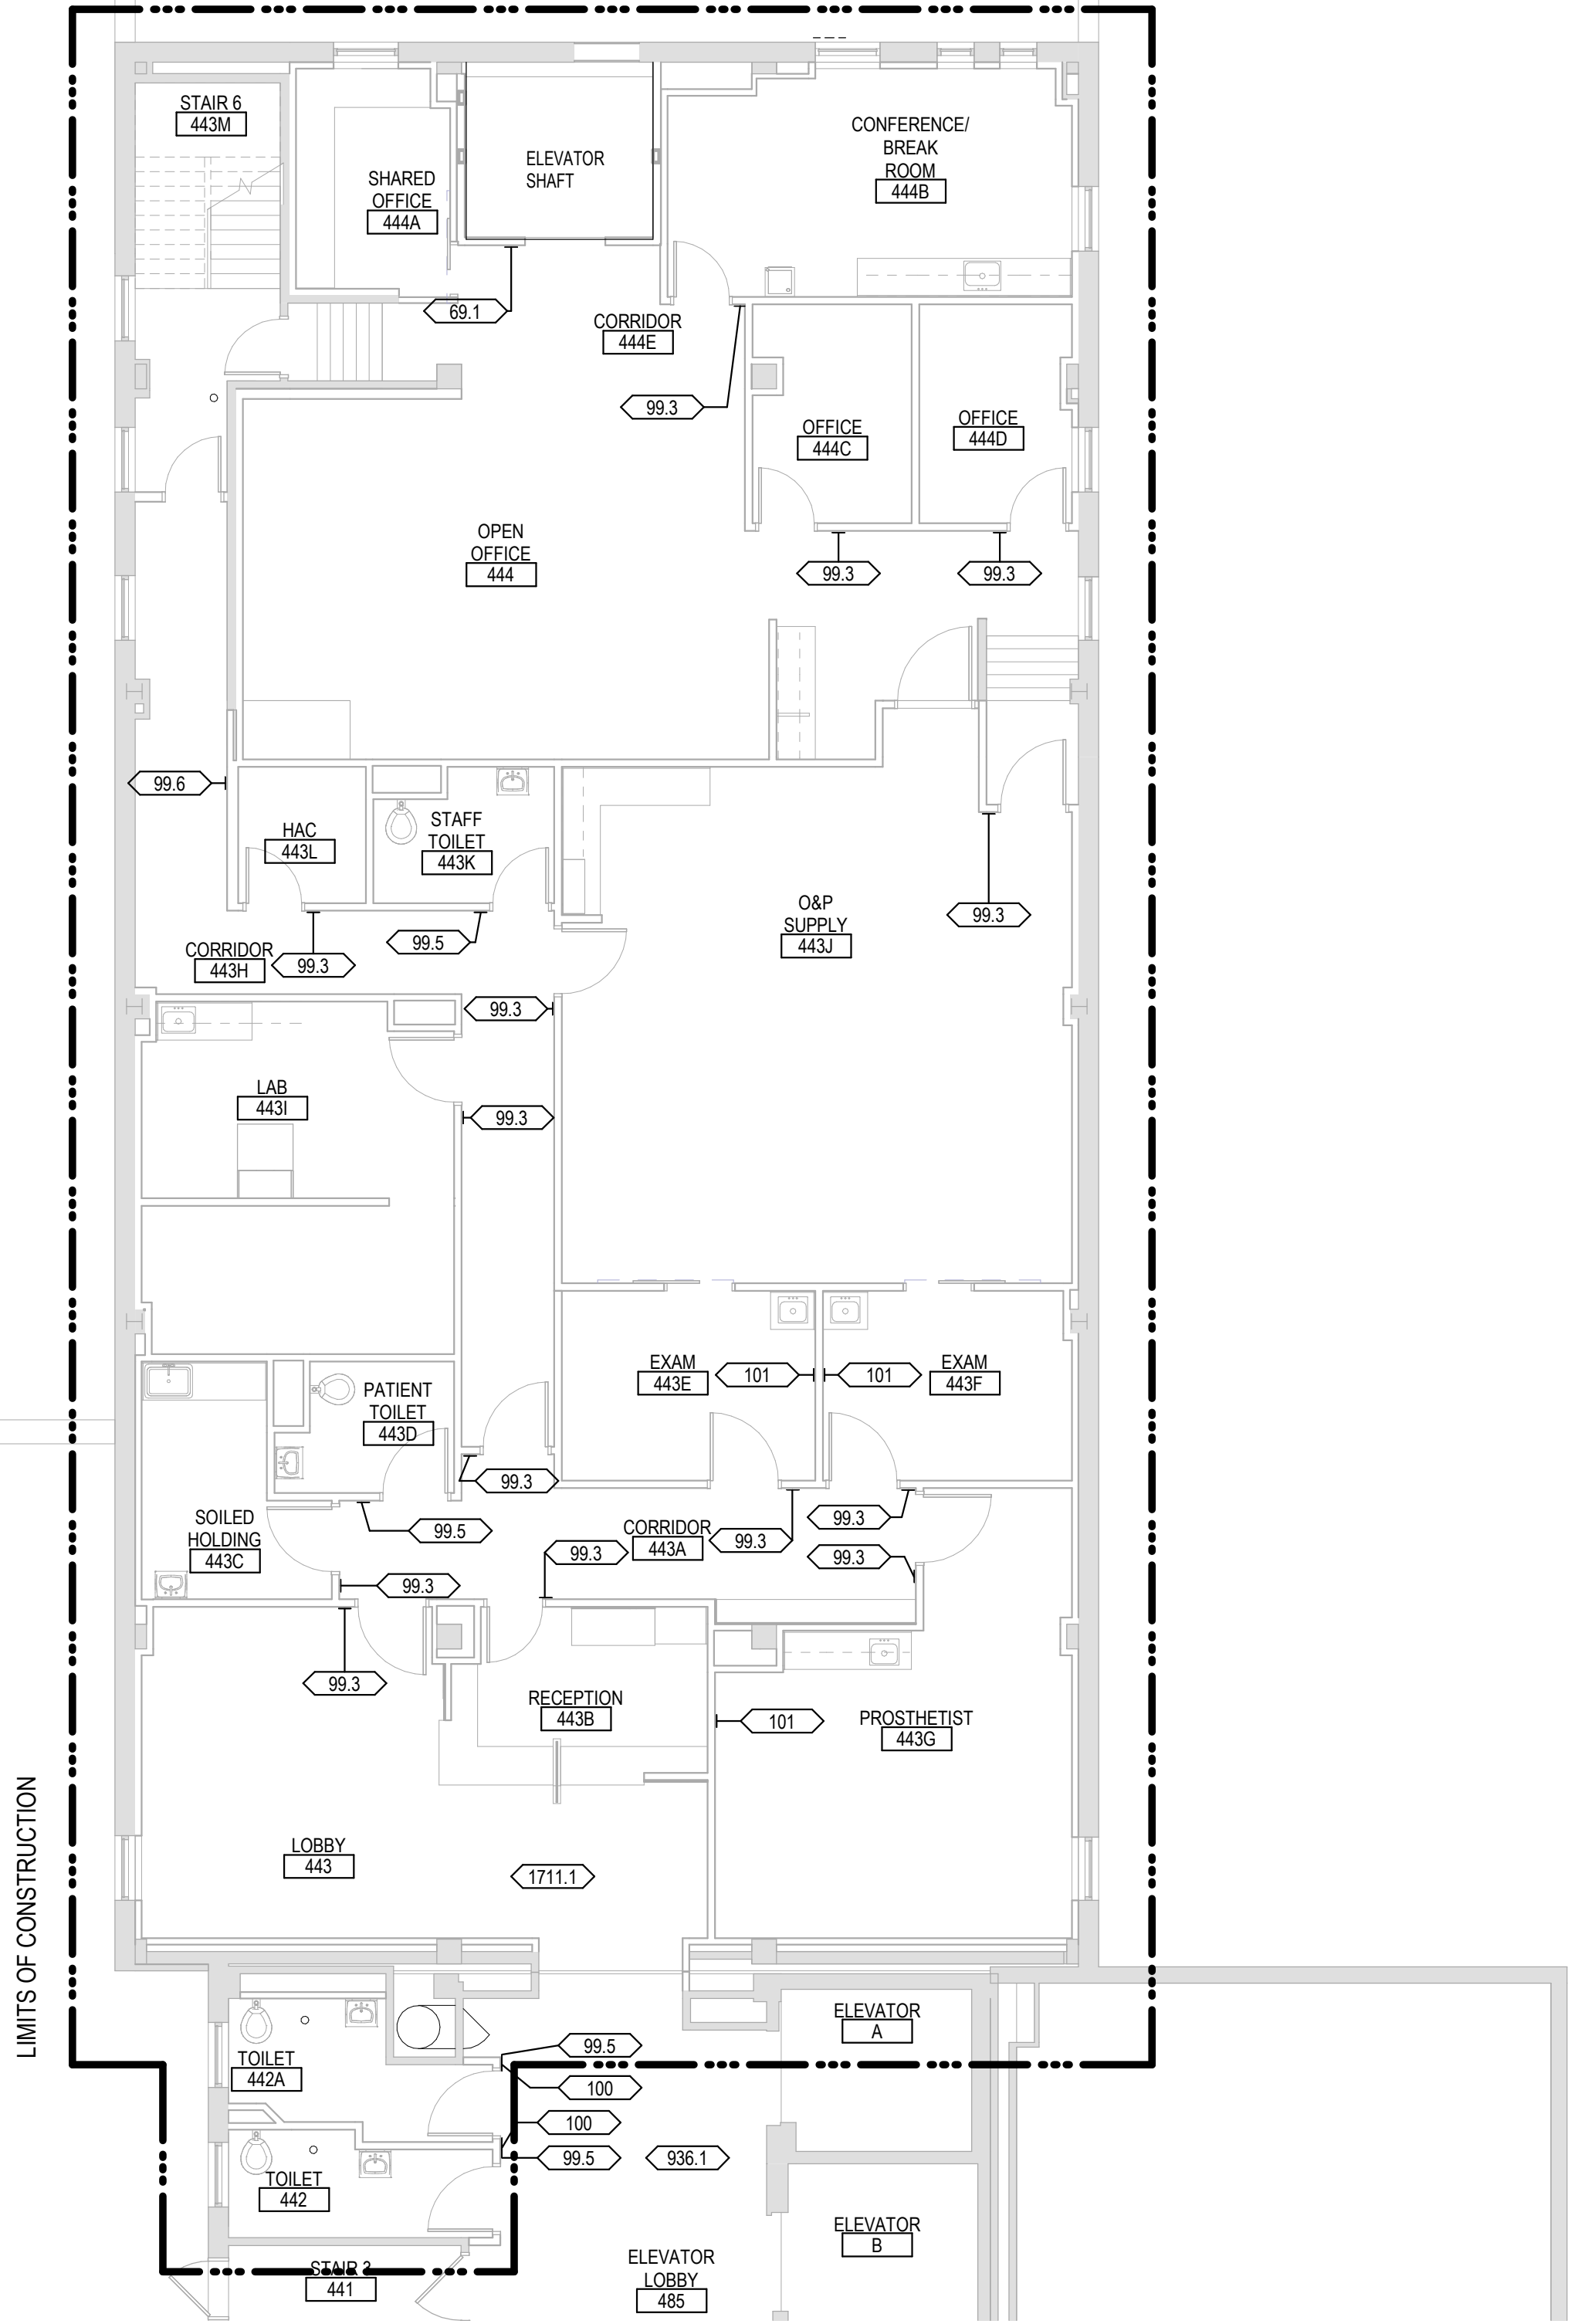 STAIR 6
443M
SHARED
OFFICE
444A
ELEVATOR
SHAFT
CONFERENCE/
BREAK
ROOM
444B
69.1
CORRIDOR
444E
99.3
OFFICE
444C
OFFICE
444D
OPEN
OFFICE
444
99.3
99.3
99.6
HAC
443L
STAFF
TOILET
443K
O&P
SUPPLY
443J
99.3
99.5
CORRIDOR
443H
99.3
99.3
LAB
443I
99.3
EXAM
443E
101
101
EXAM
443F
PATIENT
TOILET
443D
99.3
SOILED
HOLDING
443C
99.5
99.3
CORRIDOR
443A
99.3
99.3
99.3
99.3
99.3
RECEPTION
443B
101
PROSTHETIST
443G
LOBBY
443
1711.1
LIMITS OF CONSTRUCTION
ELEVATOR
A
TOILET
442A
99.5
100
100
99.5
936.1
TOILET
442
ELEVATOR
B
STAIR 3
441
ELEVATOR
LOBBY
485